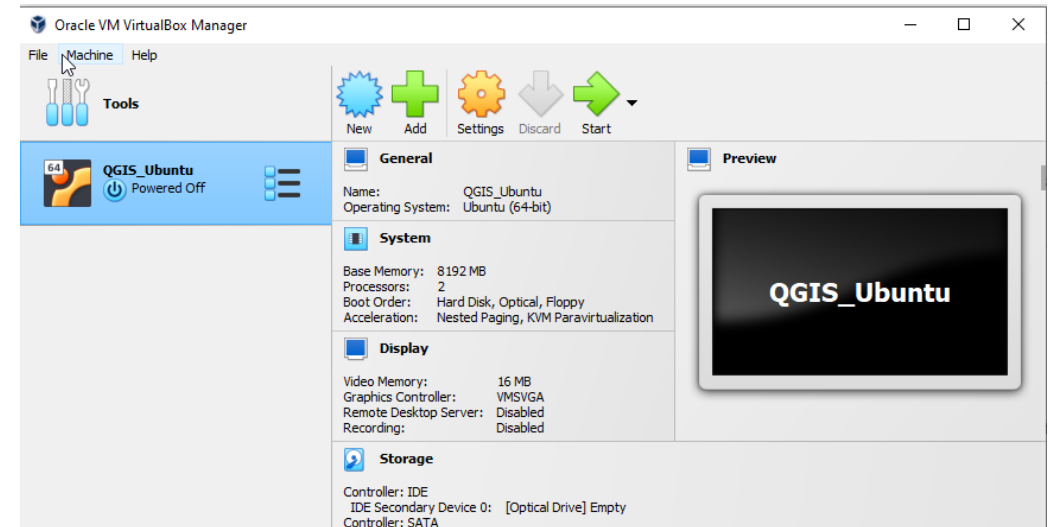 Oracle VM VirtualBox Manager
File Machine Help
Tools
New Add Settings Discard Start
64
QGIS_Ubuntu
Powered Off
General
Name: QGIS_Ubuntu
Operating System: Ubuntu (64-bit)
System
Base Memory: 8192 MB
Processors: 2
Boot Order: Hard Disk, Optical, Floppy
Acceleration: Nested Paging, KVM Paravirtualization
Display
Video Memory: 16 MB
Graphics Controller: VMSVGA
Remote Desktop Server: Disabled
Recording: Disabled
Storage
Controller: IDE
IDE Secondary Device 0: [Optical Drive] Empty
Controller: SATA
Preview
QGIS_Ubuntu